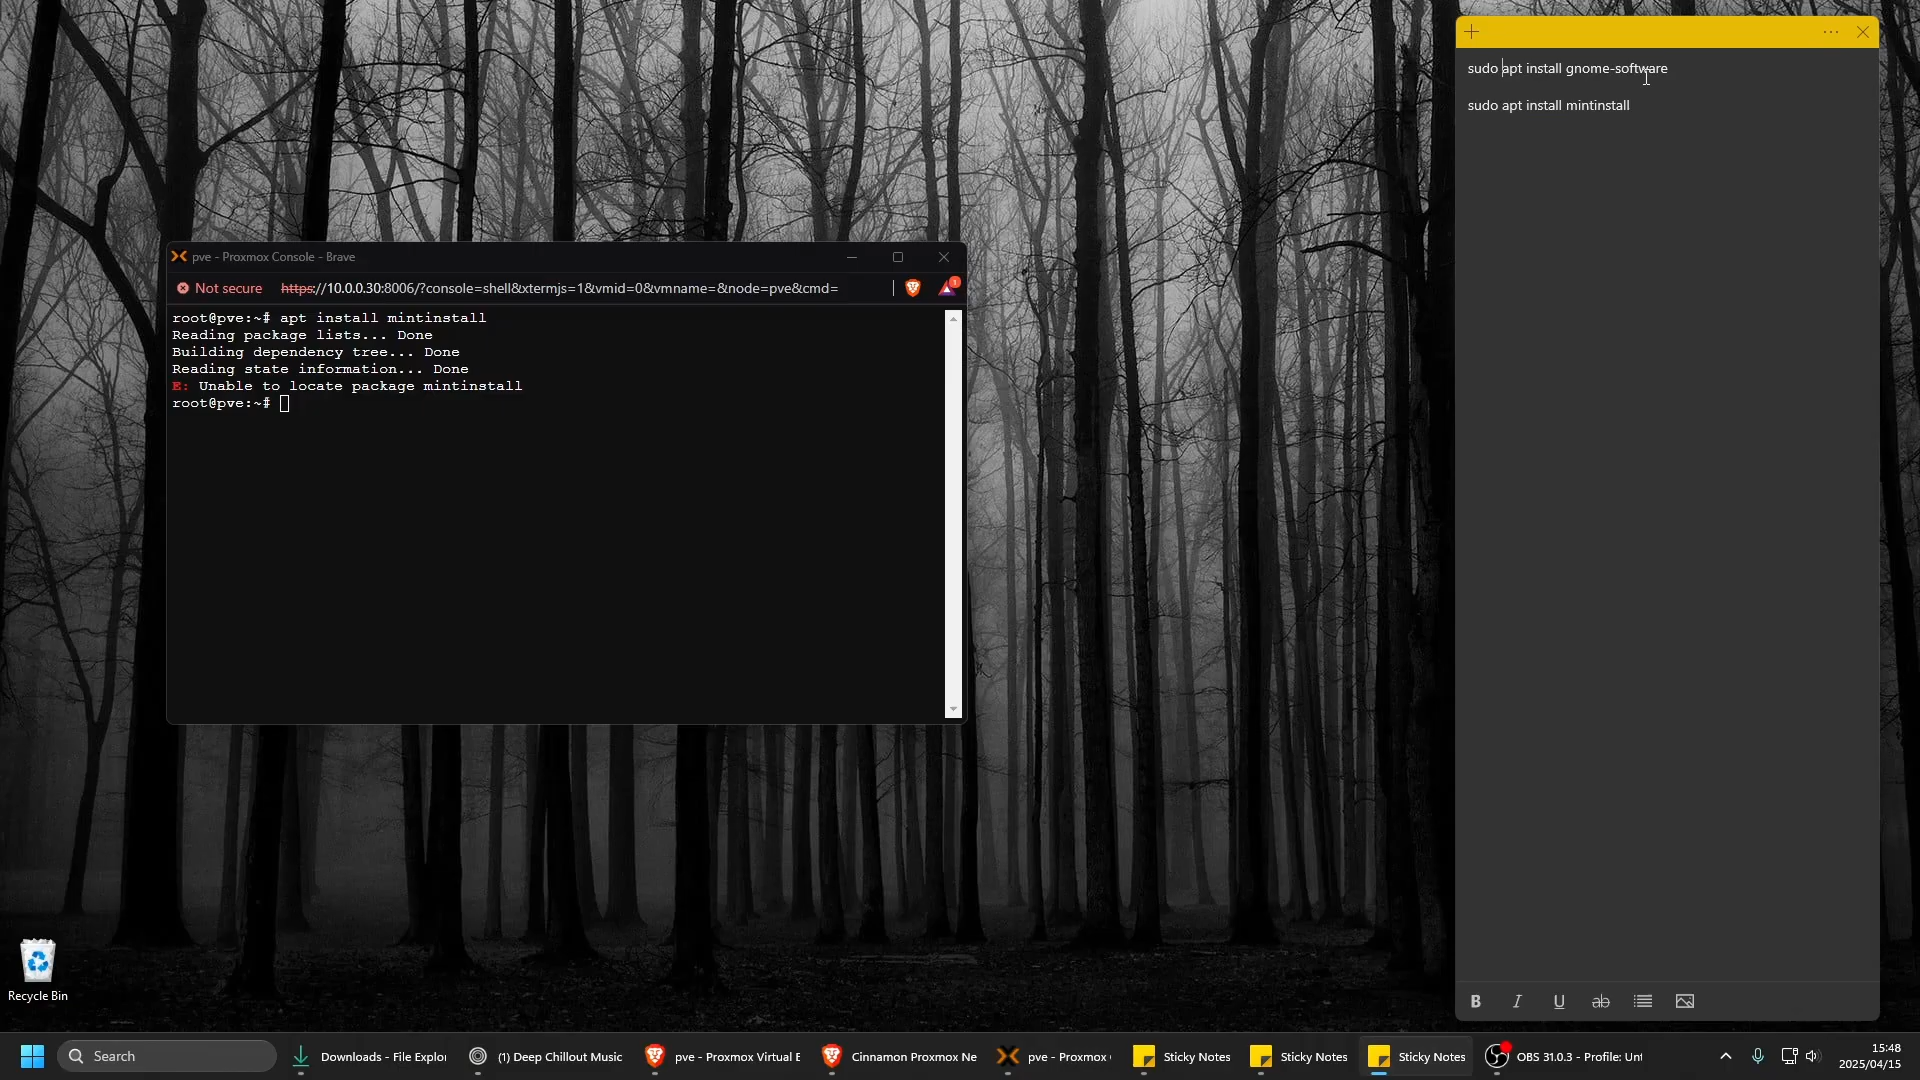 sudo apt install gnome-software
sudo apt install mintinstall
pve - Proxmox Console - Brave
Not secure https://10.0.0.30:8006/?console=shell&xtermjs=1&vmid=0&vmname=&node=pve&cmd=
1
root@pve:~# apt install mintinstall
Reading package lists... Done
Building dependency tree... Done
Reading state information... Done
E: Unable to locate package mintinstall
root@pve:~#
Recycle Bin
B I U ab
Search
Downloads - File Explor
(1) Deep Chillout Music
pve - Proxmox Virtual E
Cinnamon Proxmox Ne
pve - Proxmox
Sticky Notes
Sticky Notes
Sticky Notes
OBS 31.0.3 - Profile: Unt
15:48
2025/04/15